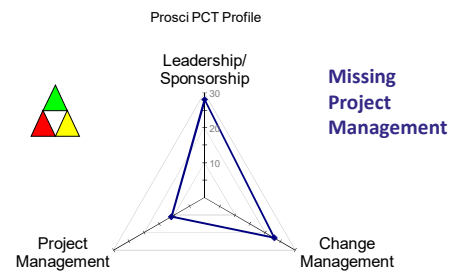 Prosci PCT Profile
Leadership/
Sponsorship
30
20
10
Missing
Project
Management
Project
Management
Change
Management